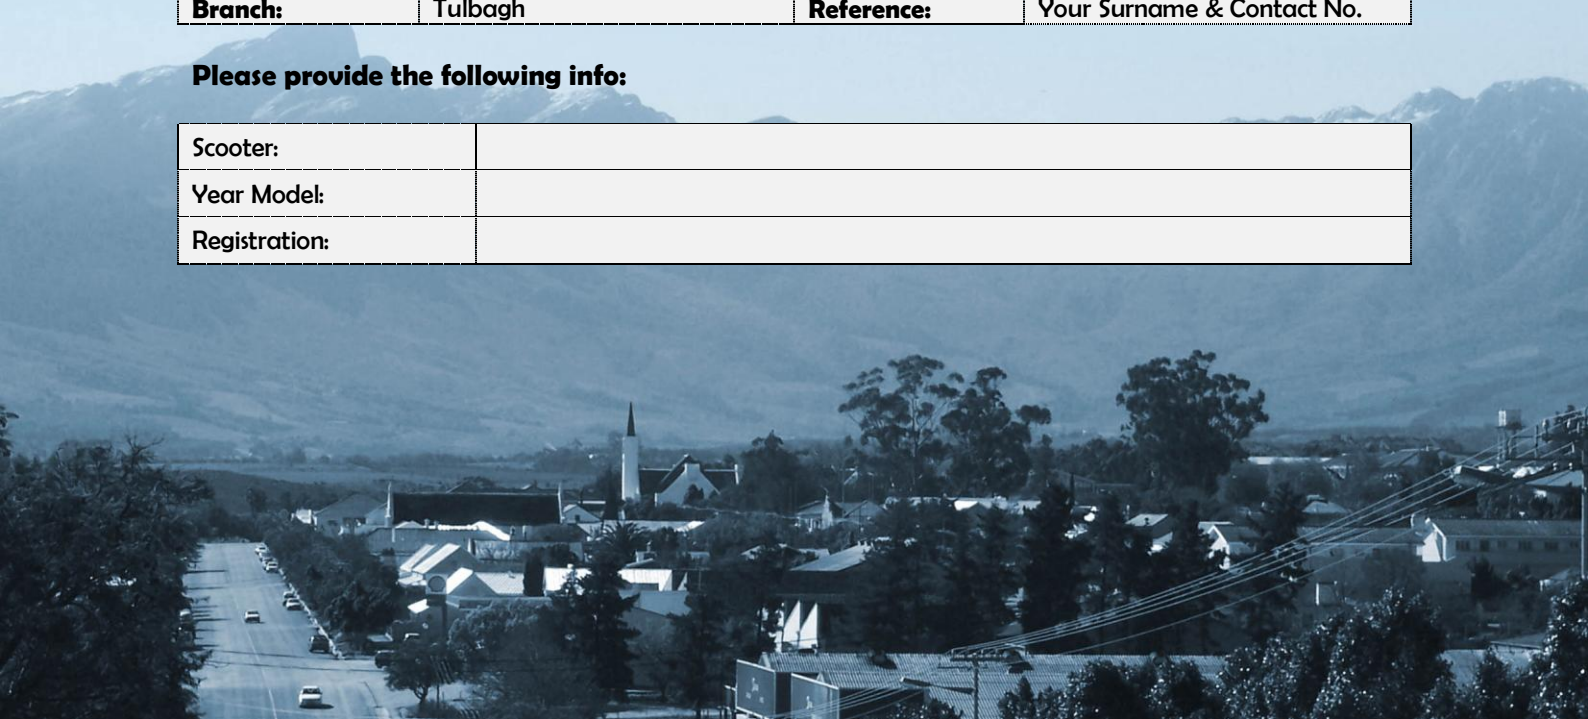 Branch: Tulbagh Reference: Your Surname & Contact No.
Please provide the following info:
Scooter:
Year Model:
Registration: